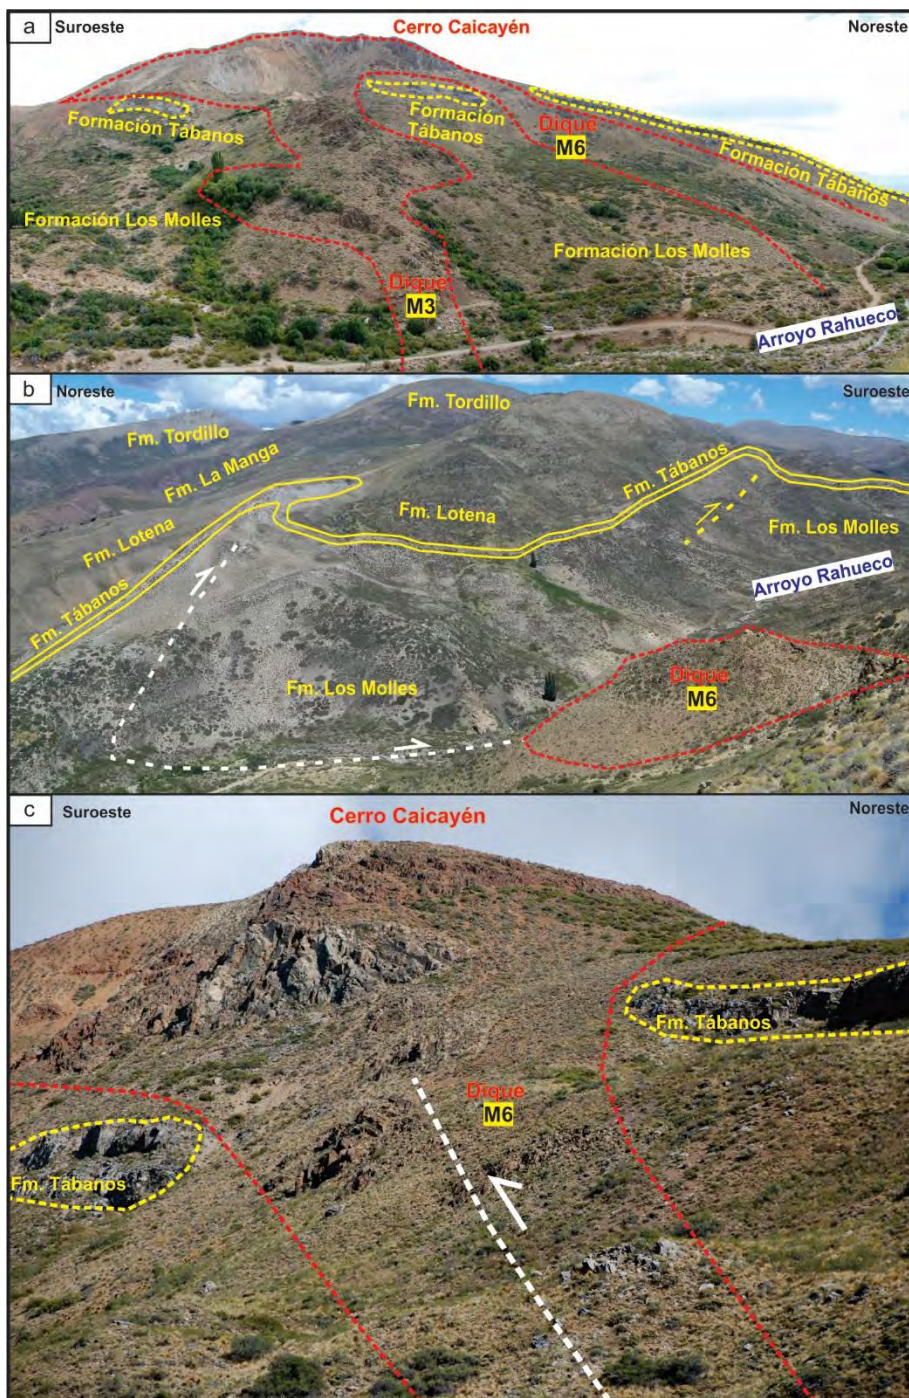 a
Suroeste
Cerro Caicayén
Noreste
Formación Tábanos
Formación
Tábanos
Dique
M6
Formación Tábanos
Formación Los Molles
Formación Los Molles
Dique
M3
Arroyo Rahueco
b
Noreste
Suroeste
Fm. Tordillo
Fm. Tordillo
Fm. La Manga
Fm. Tábanos
Fm. Lotena
Fm. Lotena
Fm. Los Molles
Arroyo Rahueco
Fm. Tábanos
Fm. Los Molles
Dique
M6
c
Suroeste
Cerro Caicayén
Noreste
Fm. Tábanos
Dique
M6
Fm. Tábanos